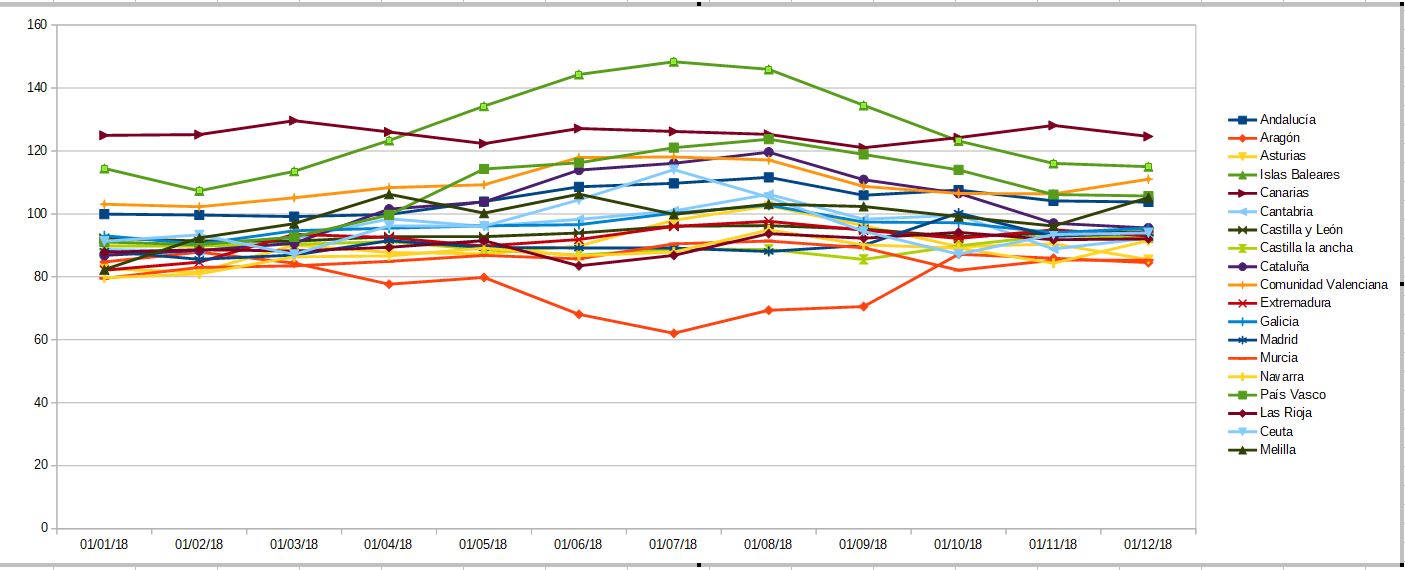 160
140
120
100
80
60
40
20
0
01/01/18 01/02/18 01/03/18 01/04/18 01/05/18 01/06/18 01/07/18 01/08/18 01/09/18 01/10/18 01/11/18 01/12/18
Andalucía
Aragón
Asturias
Islas Baleares
Canarias
Cantabria
Castilla y León
Castilla la ancha
Cataluña
Comunidad Valenciana
Extremadura
Galicia
Madrid
Murcia
Navarra
País Vasco
Las Rioja
Ceuta
Melilla